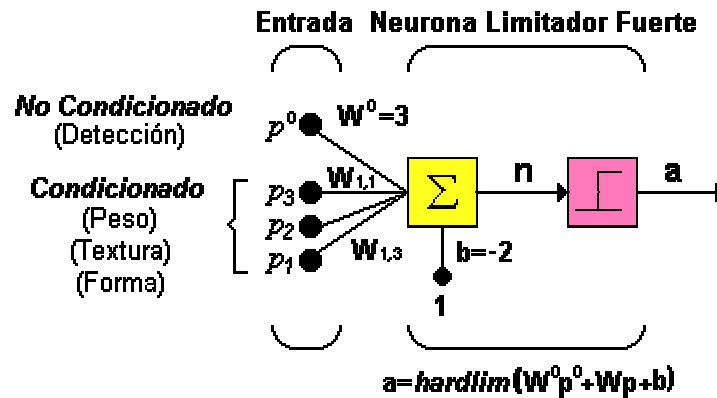 Entrada Neurona Limitador Fuerte
No Condicionado
(Detección)
p⁰ W⁰=3
Condicionado
(Peso)
(Textura)
(Forma)
p₃ W₁,₁
p₂
p₁ W₁,₃
Σ n a
b=-2
1
a=hardlim(W⁰p⁰+Wp+b)